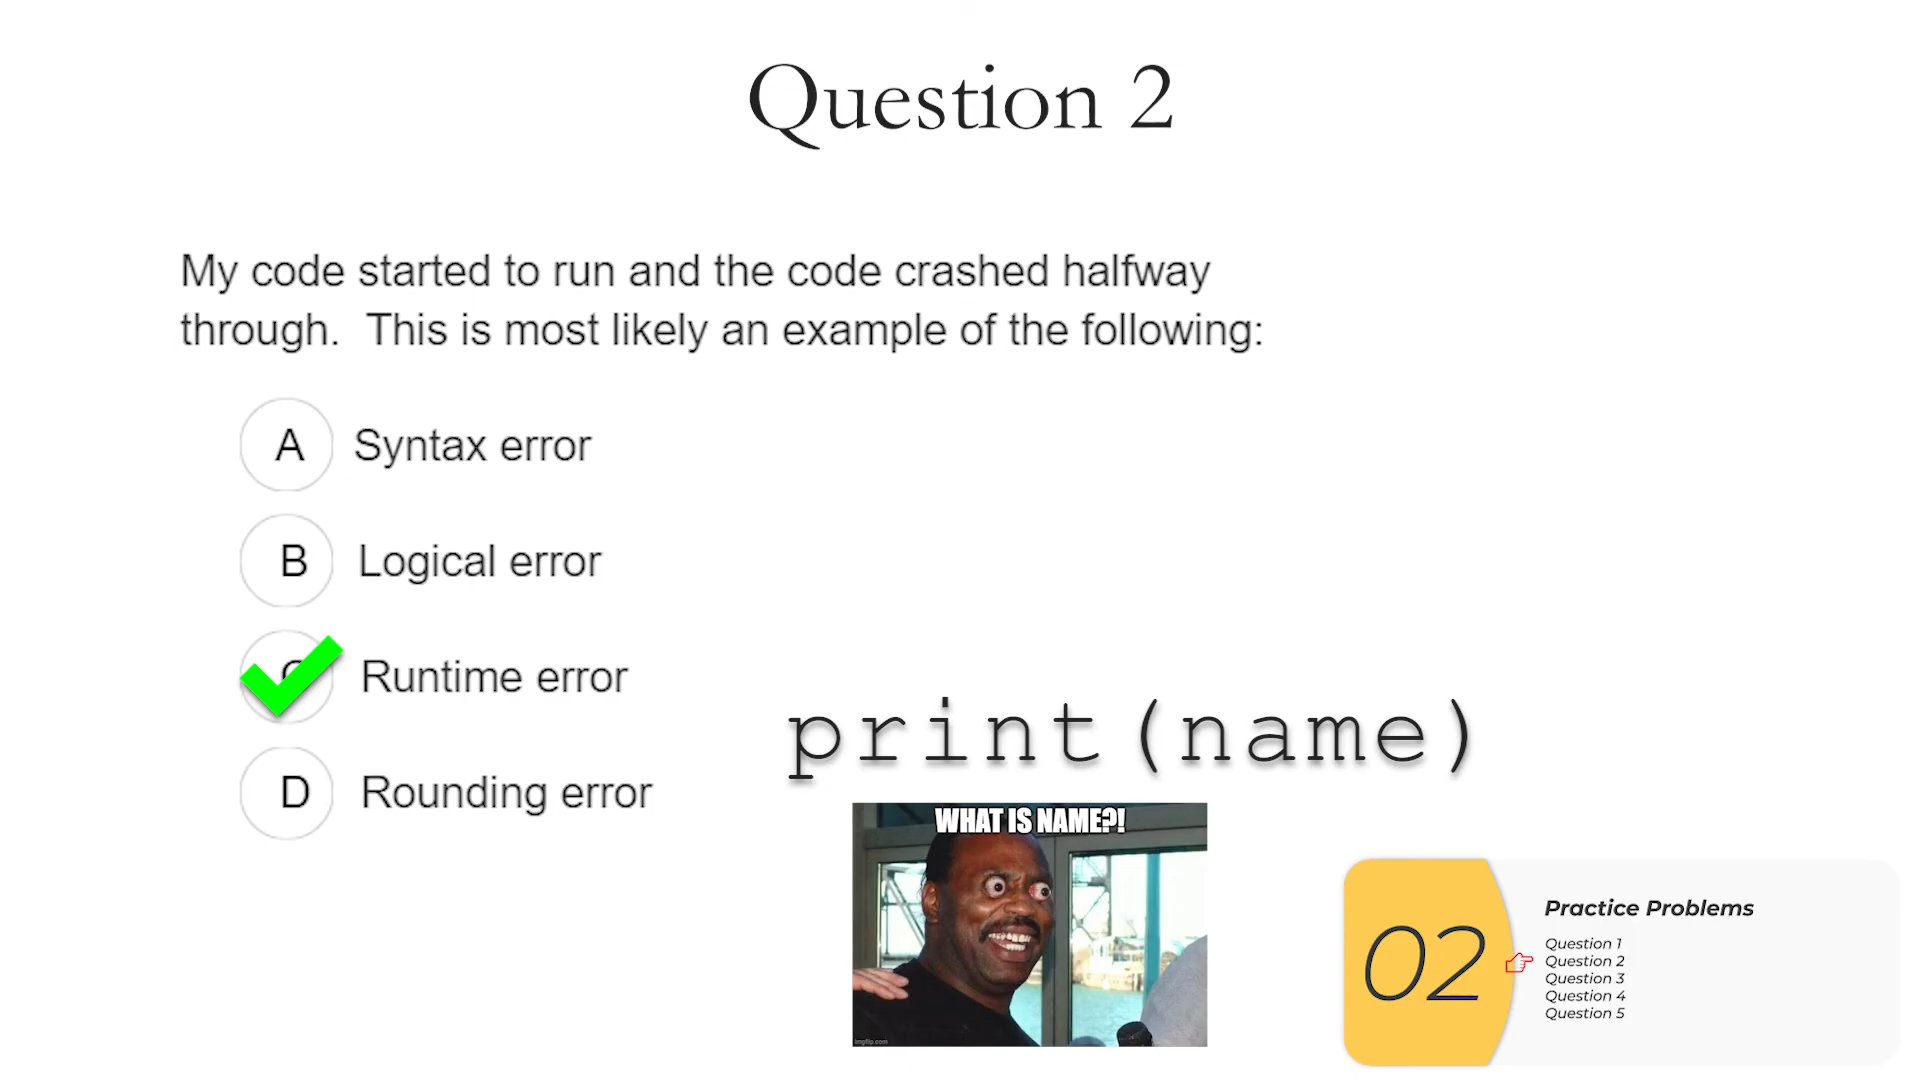 Question 2
My code started to run and the code crashed halfway
through. This is most likely an example of the following:
A Syntax error
B Logical error
Runtime error
D Rounding error
print(name)
WHAT IS NAME?!
imgflip.com
02
Practice Problems
Question 1
Question 2
Question 3
Question 4
Question 5